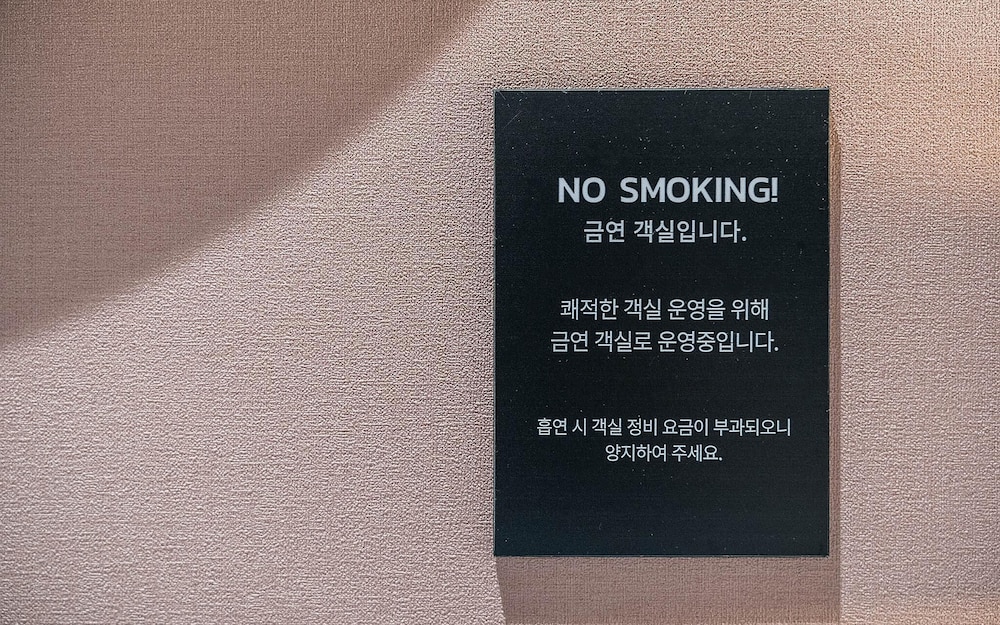 NO SMOKING!
금연 객실입니다.
쾌적한 객실 운영을 위해
금연 객실로 운영중입니다.
흡연 시 객실 정비 요금이 부과되오니
양지하여 주세요.